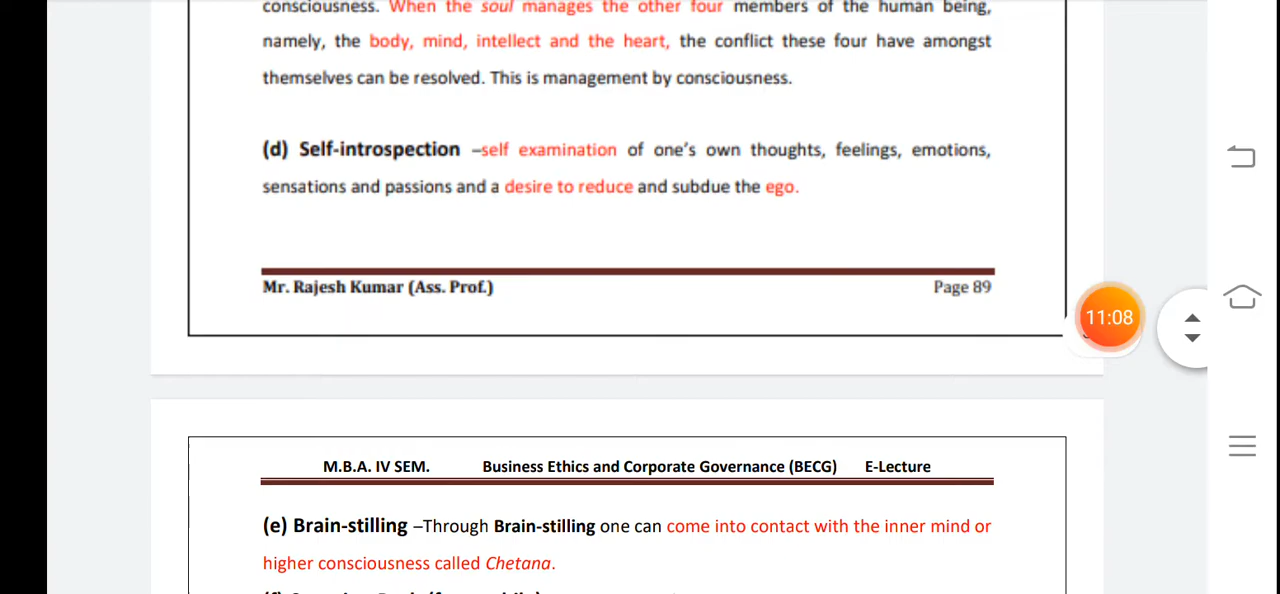 consciousness. When the soul manages the other four members of the human being,
namely, the body, mind, intellect and the heart, the conflict these four have amongst
themselves can be resolved. This is management by consciousness.
(d) Self-introspection –self examination of one's own thoughts, feelings, emotions,
sensations and passions and a desire to reduce and subdue the ego.
Mr. Rajesh Kumar (Ass. Prof.) Page 89
11:08
M.B.A. IV SEM. Business Ethics and Corporate Governance (BECG) E-Lecture
(e) Brain-stilling –Through Brain-stilling one can come into contact with the inner mind or
higher consciousness called Chetana.